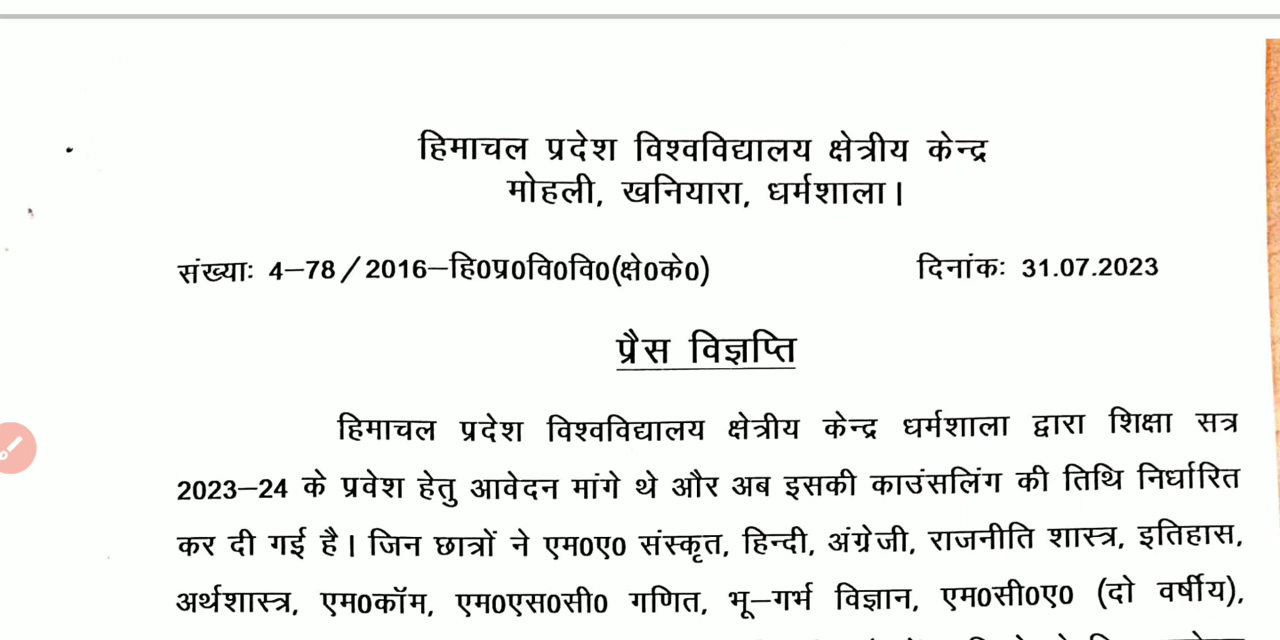 हिमाचल प्रदेश विश्वविद्यालय क्षेत्रीय केन्द्र
मोहली, खनियारा, धर्मशाला।
संख्याः 4–78/2016–हि0प्र0वि0वि0(क्षे0के0) दिनांकः 31.07.2023
प्रैस विज्ञप्ति
हिमाचल प्रदेश विश्वविद्यालय क्षेत्रीय केन्द्र धर्मशाला द्वारा शिक्षा सत्र
2023–24 के प्रवेश हेतु आवेदन मांगे थे और अब इसकी काउंसलिंग की तिथि निर्धारित
कर दी गई है। जिन छात्रों ने एम0ए0 संस्कृत, हिन्दी, अंग्रेजी, राजनीति शास्त्र, इतिहास,
अर्थशास्त्र, एम0कॉम, एम0एस0सी0 गणित, भू–गर्भ विज्ञान, एम0सी0ए0 (दो वर्षीय),